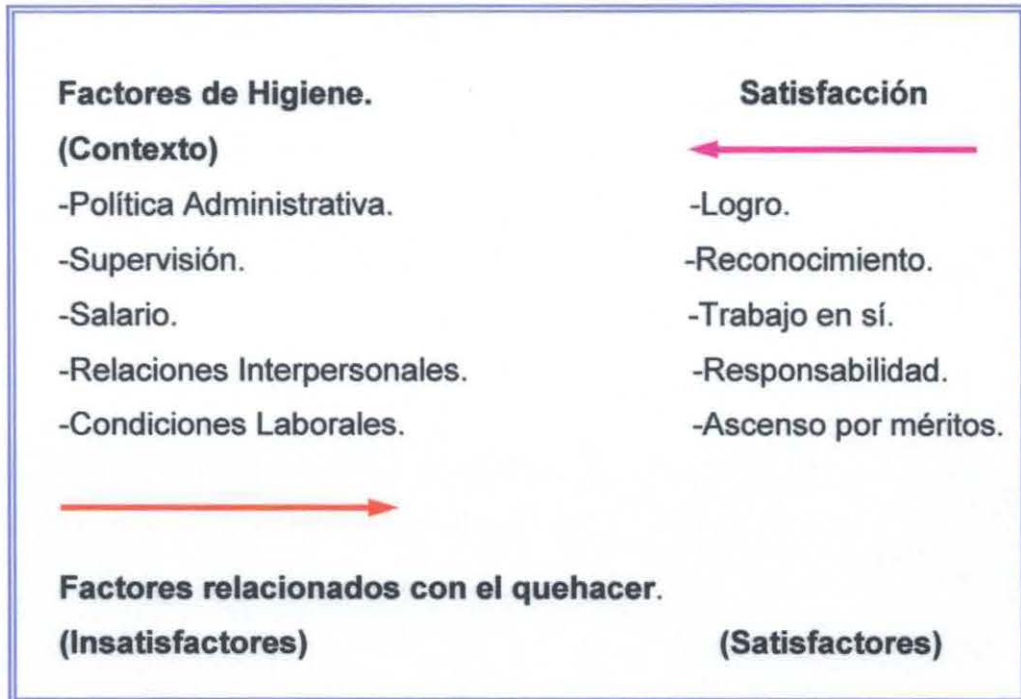 Factores de Higiene. Satisfacción
(Contexto)
-Política Administrativa. -Logro.
-Supervisión. -Reconocimiento.
-Salario. -Trabajo en sí.
-Relaciones Interpersonales. -Responsabilidad.
-Condiciones Laborales. -Ascenso por méritos.
Factores relacionados con el quehacer.
(Insatisfactores) (Satisfactores)